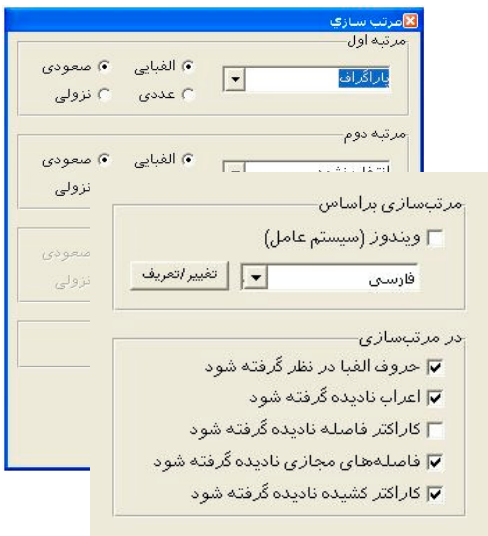 مرتب سازی
مرتبه اول
پاراگراف
الفبایی صعودی
عددی نزولی
مرتبه دوم
الفبایی صعودی
نزولی
صعودی
نزولی
مرتب‌سازی براساس
ویندوز (سیستم عامل)
فارسی تغییر/تعریف
در مرتب‌سازی
حروف الفبا در نظر گرفته شود
اعراب نادیده گرفته شود
کاراکتر فاصله نادیده گرفته شود
فاصله‌های مجازی نادیده گرفته شود
کاراکتر کشیده نادیده گرفته شود